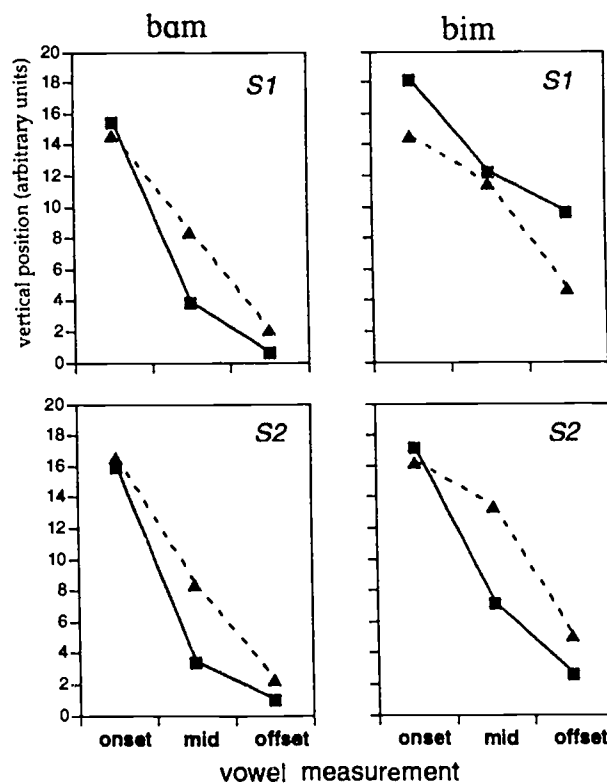 bam bim
vertical position (arbitrary units)
20
18
16
14
12
10
8
6
4
2
0
S1
S1
20
18
16
14
12
10
8
6
4
2
0
S2
S2
onset mid offset onset mid offset
vowel measurement